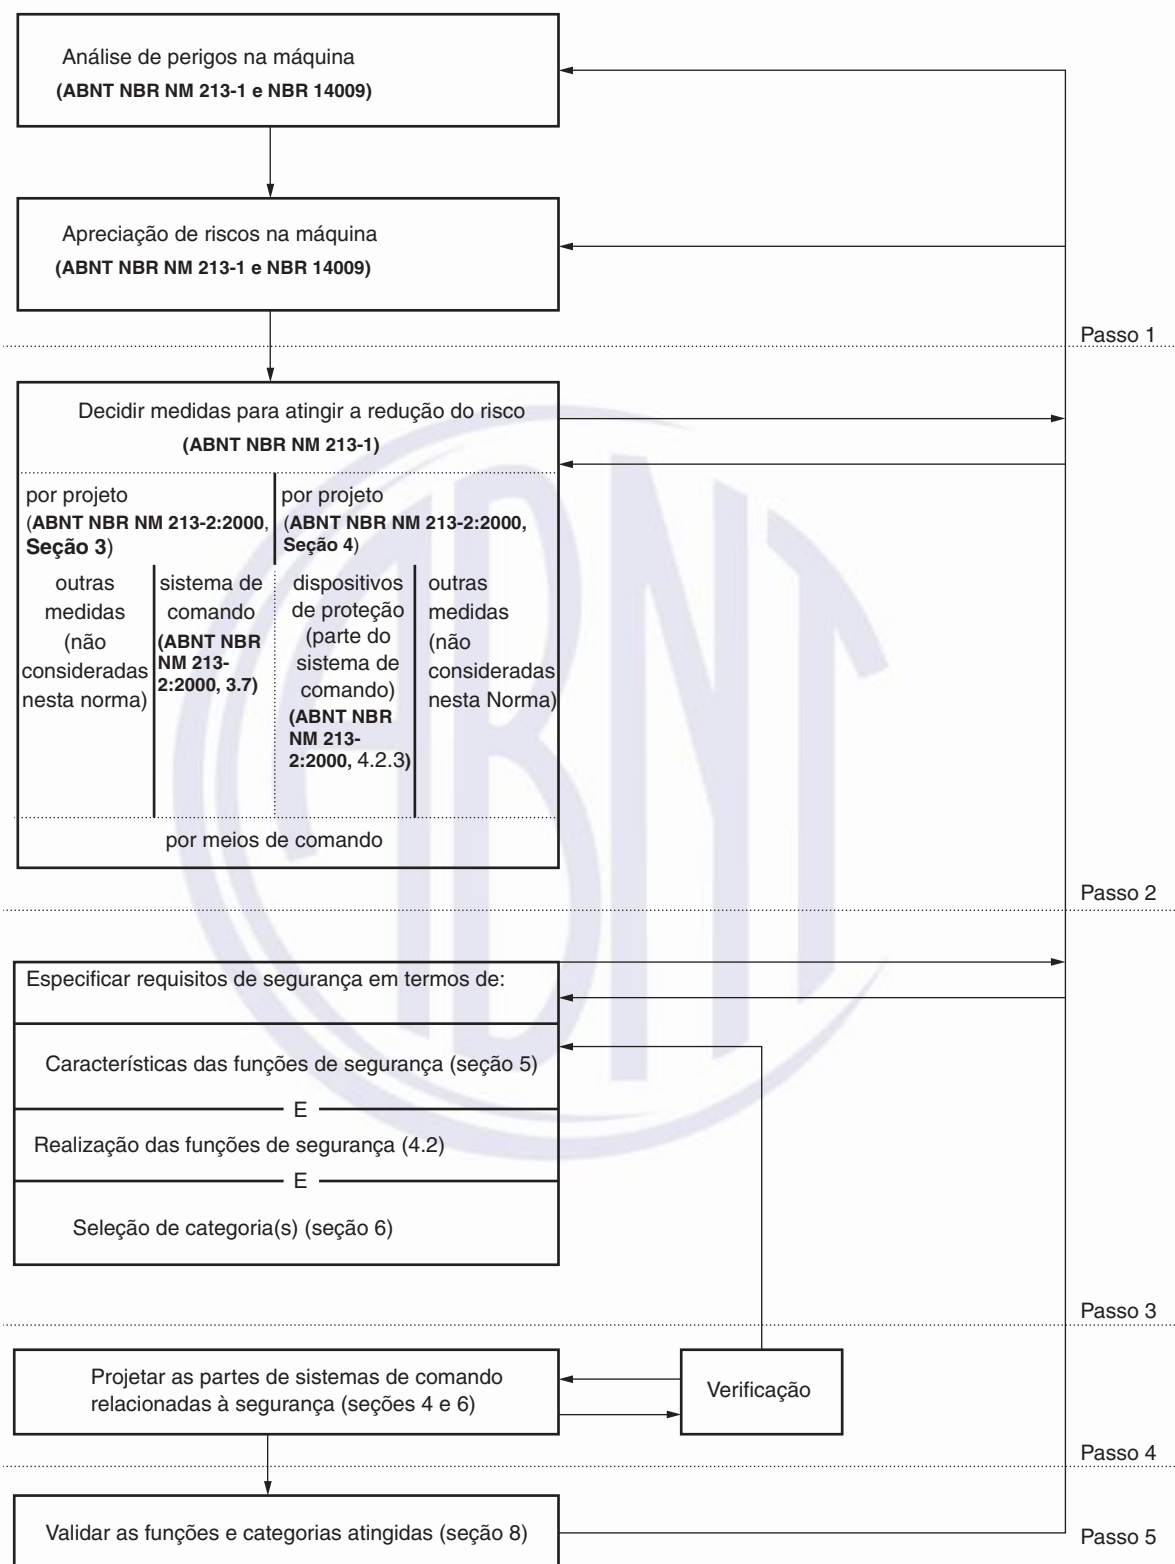 Análise de perigos na máquina
(ABNT NBR NM 213-1 e NBR 14009)
Apreciação de riscos na máquina
(ABNT NBR NM 213-1 e NBR 14009)
Passo 1
Decidir medidas para atingir a redução do risco
(ABNT NBR NM 213-1)
por projeto
(ABNT NBR NM 213-2:2000,
Seção 3)
por projeto
(ABNT NBR NM 213-2:2000,
Seção 4)
outras
medidas
(não
consideradas
nesta norma)
sistema de
comando
(ABNT NBR
NM 213-
2:2000, 3.7)
dispositivos
de proteção
(parte do
sistema de
comando)
(ABNT NBR
NM 213-
2:2000, 4.2.3)
outras
medidas
(não
consideradas
nesta Norma)
por meios de comando
Passo 2
Especificar requisitos de segurança em termos de:
Características das funções de segurança (seção 5)
E
Realização das funções de segurança (4.2)
E
Seleção de categoria(s) (seção 6)
Passo 3
Projetar as partes de sistemas de comando
relacionadas à segurança (seções 4 e 6)
Verificação
Passo 4
Validar as funções e categorias atingidas (seção 8)
Passo 5
ABNT